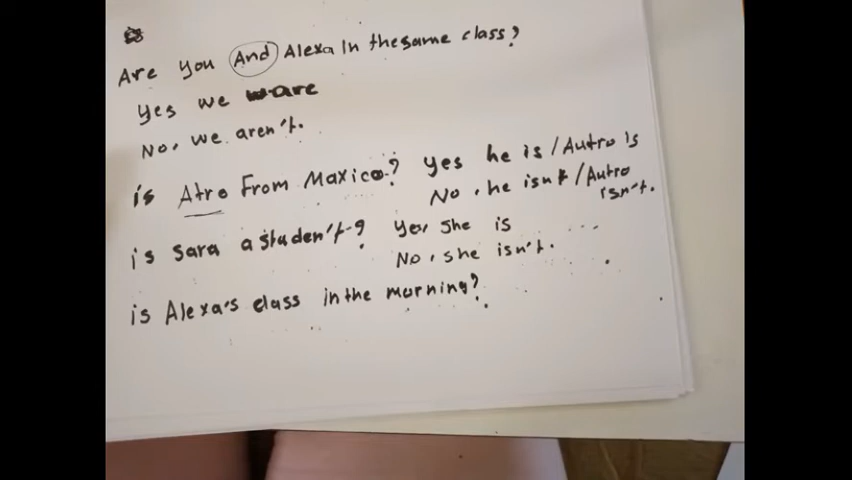 Are you And Alexa in the same class?
Yes we are
No, we aren't.
is Atro From Maxico? Yes he is / Autro is
No, he isn't / Autro isn't.
is Sara a studen't? Yes, she is
No, she isn't.
is Alexa's class in the morning?